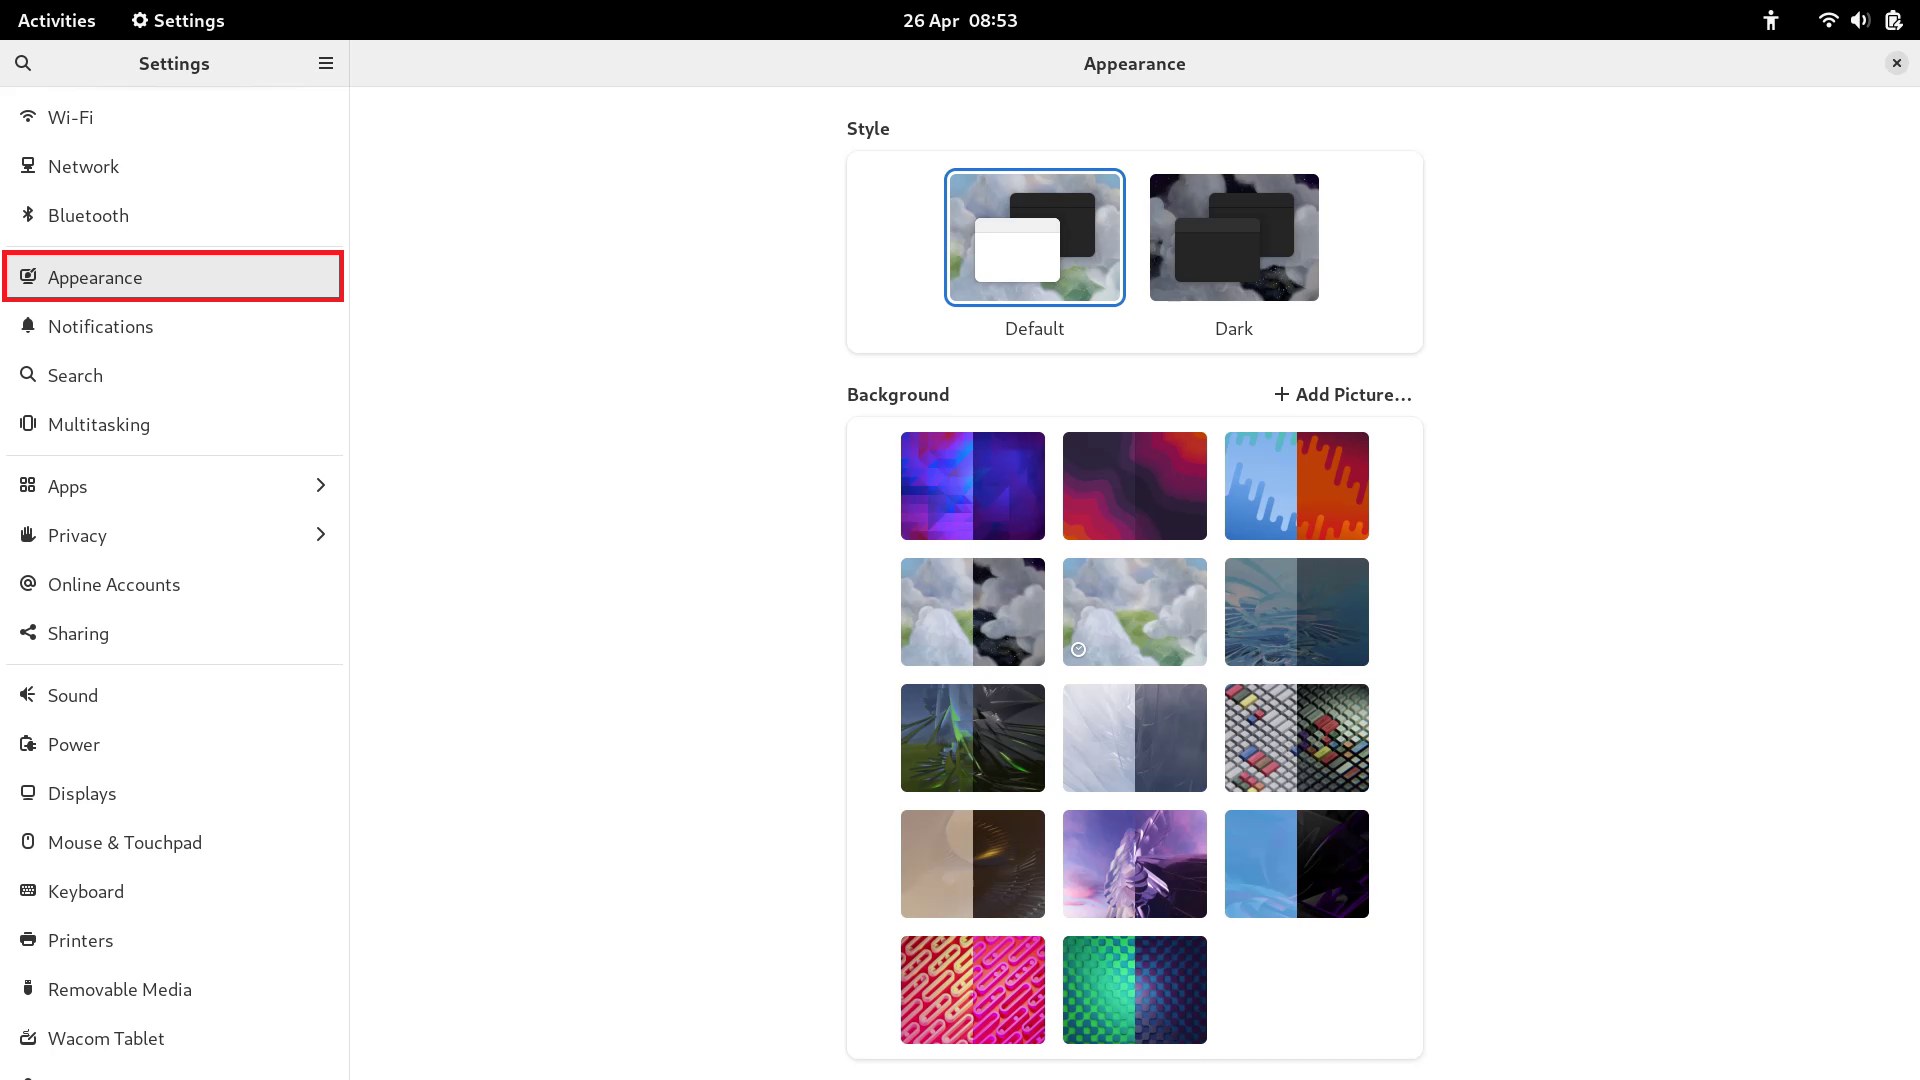 Activities Settings 26 Apr 08:53
Settings
Appearance
Wi-Fi
Network
Bluetooth
Appearance
Notifications
Search
Multitasking
Apps
Privacy
Online Accounts
Sharing
Sound
Power
Displays
Mouse & Touchpad
Keyboard
Printers
Removable Media
Wacom Tablet
Style
Default Dark
Background + Add Picture...